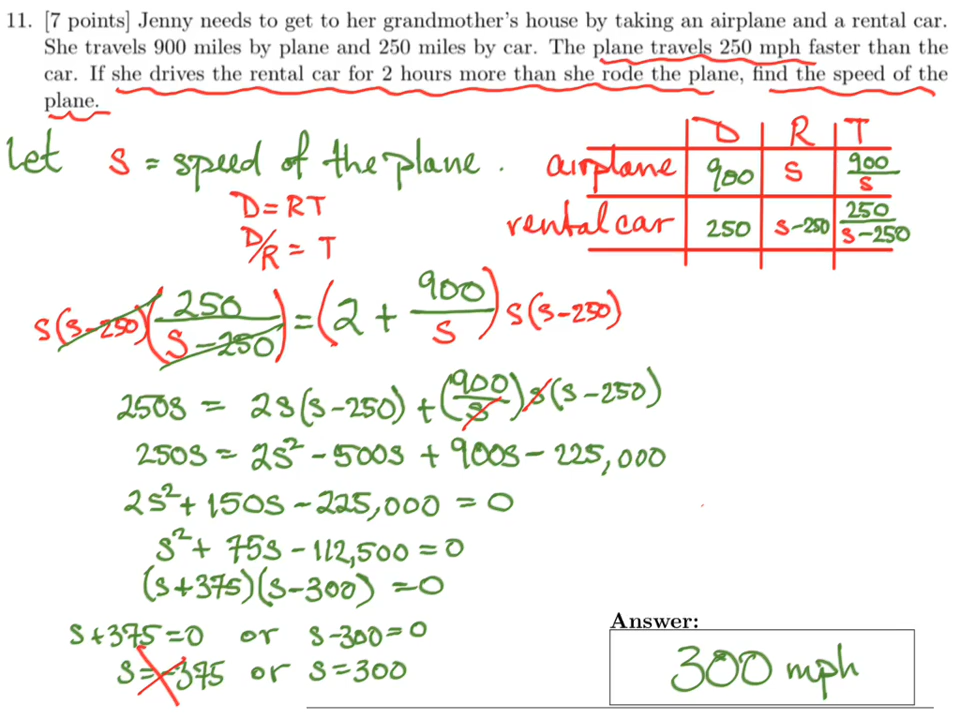 11. [7 points] Jenny needs to get to her grandmother's house by taking an airplane and a rental car.
She travels 900 miles by plane and 250 miles by car. The plane travels 250 mph faster than the
car. If she drives the rental car for 2 hours more than she rode the plane, find the speed of the
plane.
Let S = speed of the plane.
D R T
airplane 900 S 900/S
rental car 250 S-250 250/S-250
D=RT
D/R = T
S(S-250)(250/S-250) = (2 + 900/S) S(S-250)
250S = 2S(S-250) + (900/S)S(S-250)
250S = 2S² - 500S + 900S - 225,000
2S² + 150S - 225,000 = 0
S² + 75S - 112,500 = 0
(S+375)(S-300) = 0
S+375=0 or S-300=0
S=-375 or S=300
Answer:
300 mph